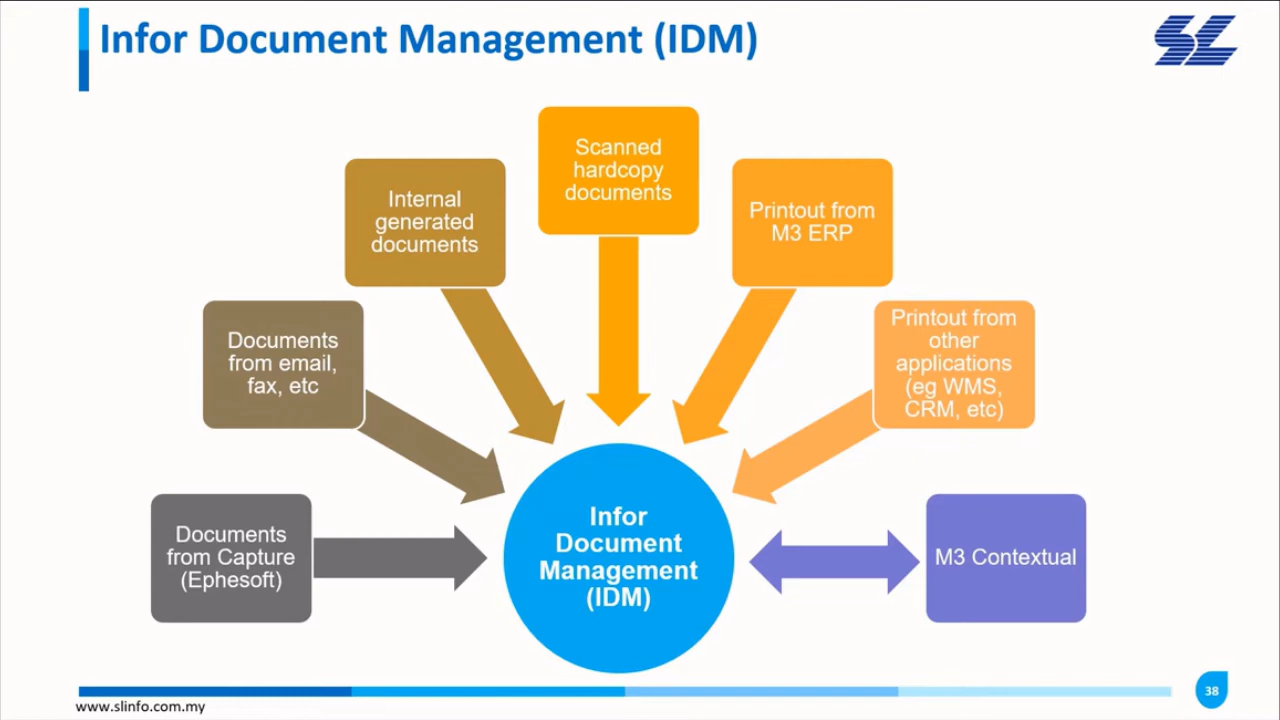 Infor Document Management (IDM)
SL
Scanned
hardcopy
documents
Internal
generated
documents
Printout from
M3 ERP
Documents
from email,
fax, etc
Printout from
other
applications
(eg WMS,
CRM, etc)
Documents
from Capture
(Ephesoft)
Infor
Document
Management
(IDM)
M3 Contextual
www.slinfo.com.my
38